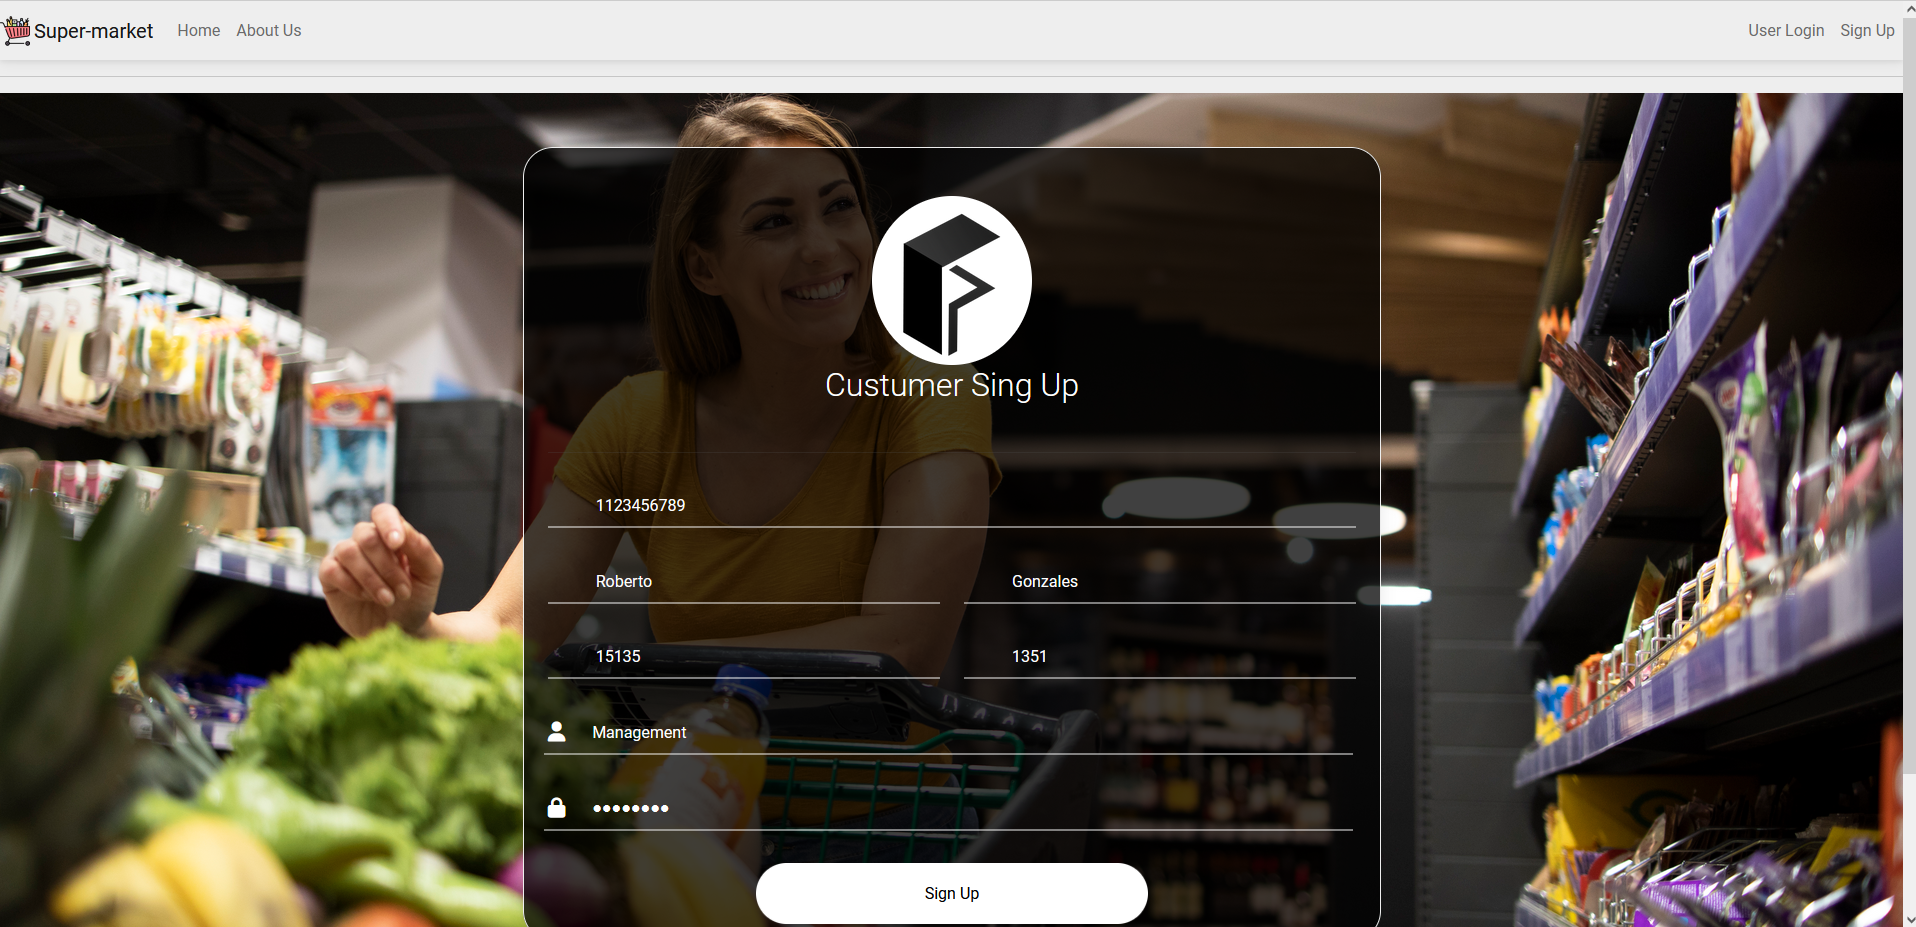 Super-market Home About Us User Login Sign Up
Custumer Sing Up
1123456789
Roberto Gonzales
15135 1351
Management
••••••••
Sign Up